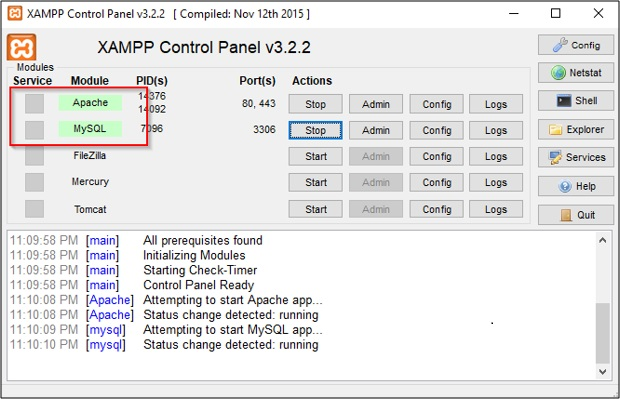 XAMPP Control Panel v3.2.2 [ Compiled: Nov 12th 2015 ]
XAMPP Control Panel v3.2.2
Config
Modules
Service Module PID(s) Port(s) Actions
Netstat
Apache 14376 14092 80, 443 Stop Admin Config Logs
Shell
MySQL 7096 3306 Stop Admin Config Logs
Explorer
FileZilla Start Admin Config Logs
Services
Mercury Start Admin Config Logs
Help
Tomcat Start Admin Config Logs
Quit
11:09:58 PM [main] All prerequisites found
11:09:58 PM [main] Initializing Modules
11:09:58 PM [main] Starting Check-Timer
11:09:58 PM [main] Control Panel Ready
11:10:08 PM [Apache] Attempting to start Apache app...
11:10:08 PM [Apache] Status change detected: running
11:10:09 PM [mysql] Attempting to start MySQL app...
11:10:10 PM [mysql] Status change detected: running